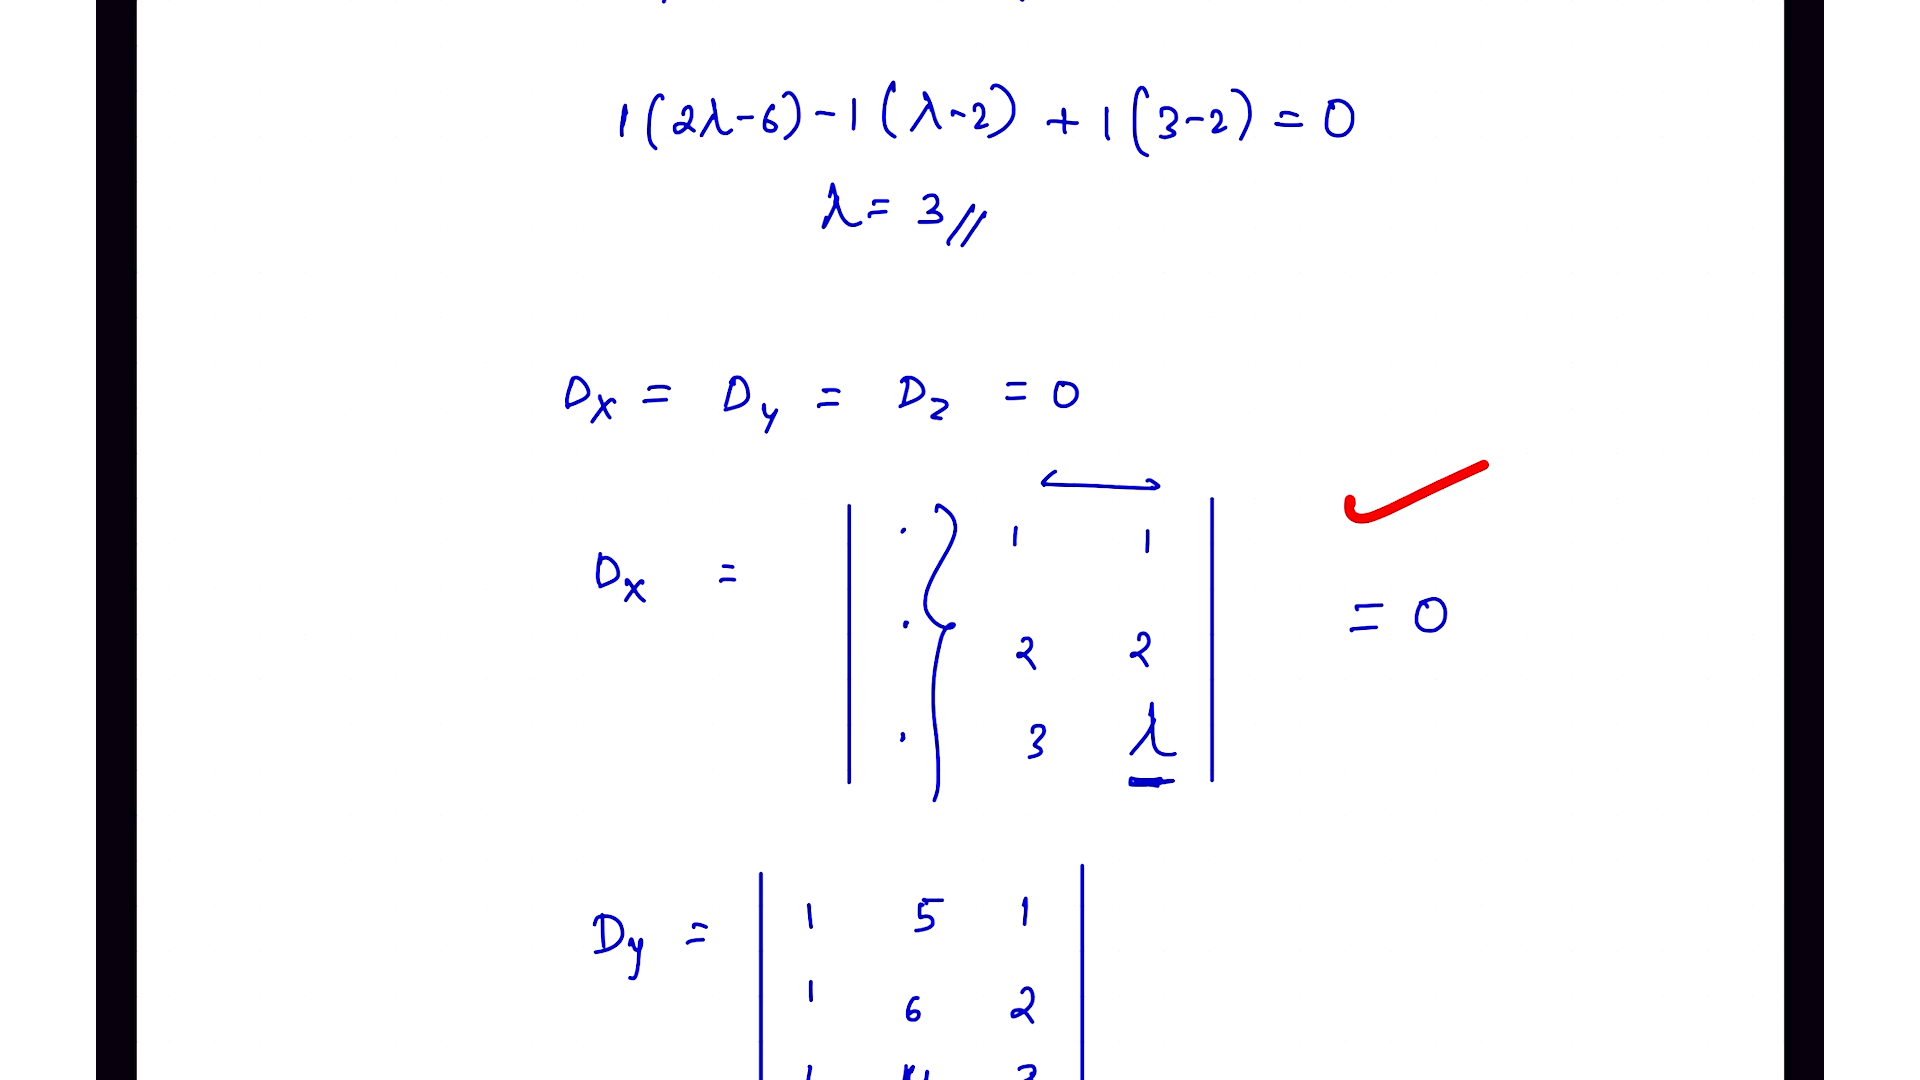 1(2λ-6)-1(λ-2)+1(3-2)=0
λ=3//
Dx = Dy = Dz = 0
Dx = | . 1 1 |
| . 2 2 | = 0
| . 3 λ |
Dy = | 1 5 1 |
| 1 6 2 |